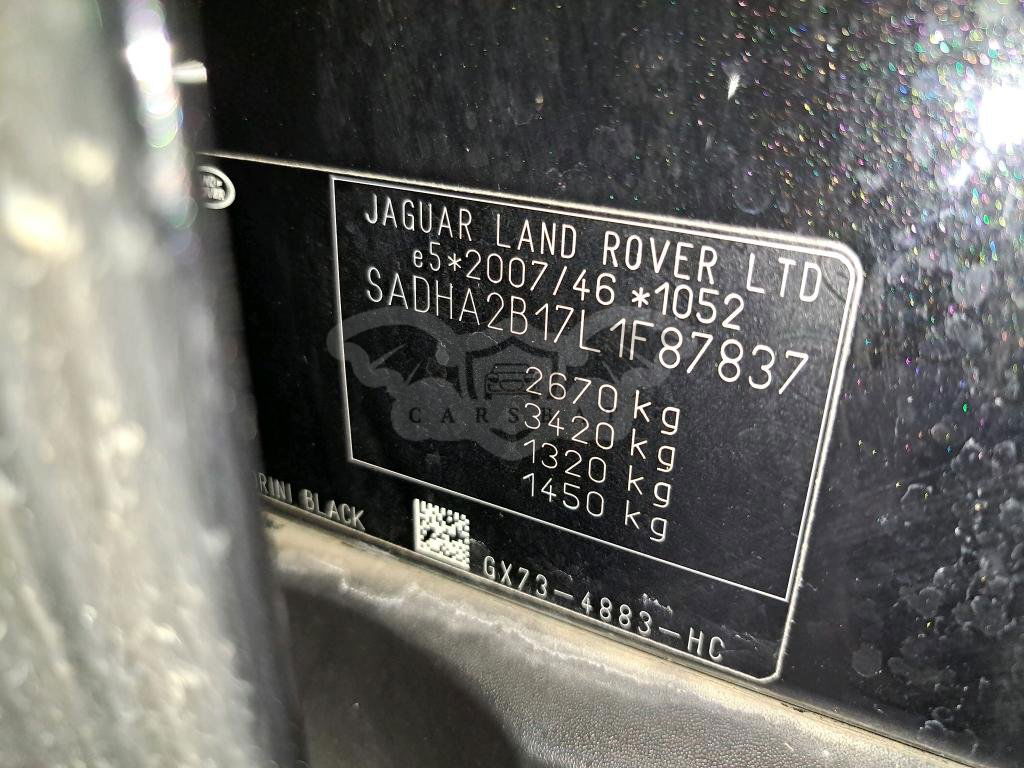 JAGUAR LAND ROVER LTD
e5*2007/46*1052
SADHA2B17L1F87837
2670 kg
3420 kg
1320 kg
1450 kg
RINI BLACK
GX73-4883-HC